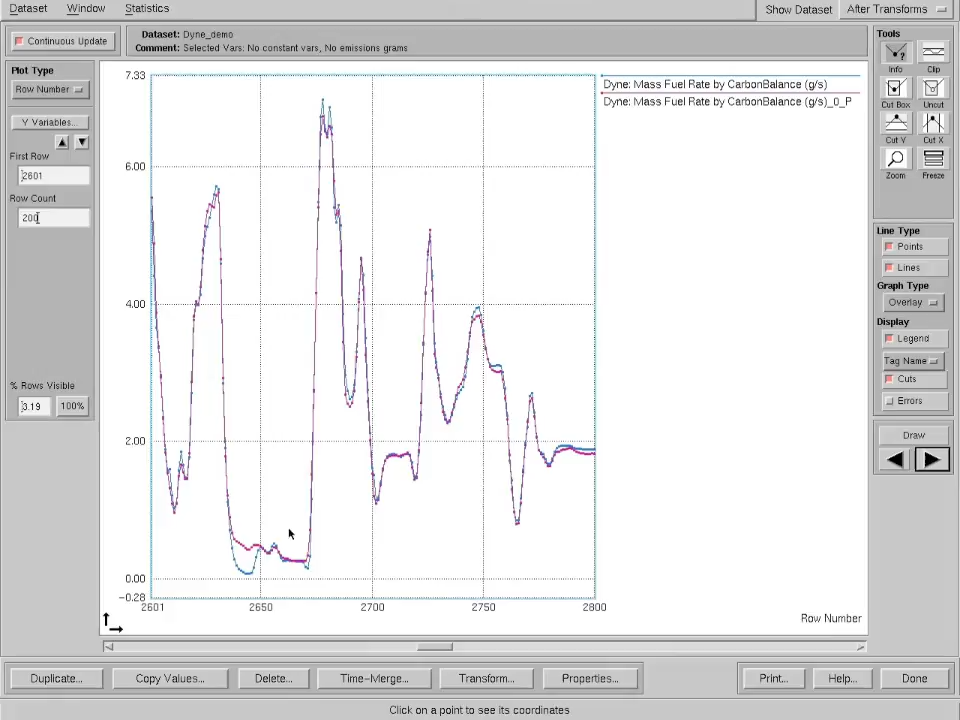 Dataset Window Statistics Show Dataset After Transforms
Continuous Update
Dataset: Dyne_demo
Comment: Selected Vars: No constant vars, No emissions grams
Plot Type
Row Number
Y Variables...
First Row
2601
Row Count
200
% Rows Visible
3.19 100%
7.33
6.00
4.00
2.00
0.00
-0.28
2601 2650 2700 2750 2800
Row Number
Dyne: Mass Fuel Rate by CarbonBalance (g/s)
Dyne: Mass Fuel Rate by CarbonBalance (g/s)_0_P
Tools
Info Clip
Cut Box Uncut
Cut Y Cut X
Zoom Freeze
Line Type
Points
Lines
Graph Type
Overlay
Display
Legend
Tag Name
Cuts
Errors
Draw
Duplicate... Copy Values... Delete... Time-Merge... Transform... Properties... Print... Help... Done
Click on a point to see its coordinates